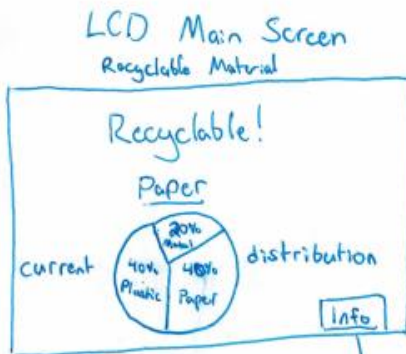 LCD Main Screen
Recyclable Material
Recyclable!
Paper
20%
Metal
current
40%
Plastic
40%
Paper
distribution
Info